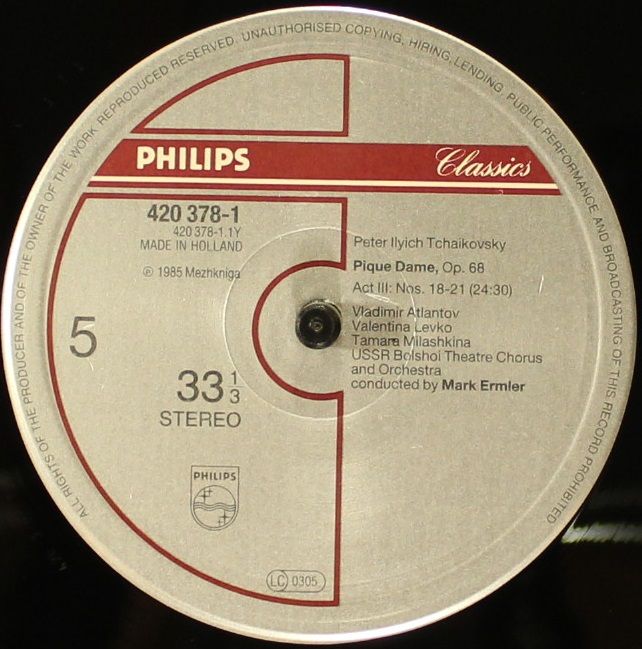 ALL RIGHTS OF THE PRODUCER AND OF THE OWNER OF THE WORK REPRODUCED RESERVED. UNAUTHORISED COPYING, HIRING, LENDING, PUBLIC PERFORMANCE AND BROADCASTING OF THIS RECORD PROHIBITED
PHILIPS Classics
420 378-1
420 378-1.1Y
MADE IN HOLLAND
℗ 1985 Mezhkniga
5
33 1/3
STEREO
Peter Ilyich Tchaikovsky
Pique Dame, Op. 68
Act III: Nos. 18-21 (24:30)
Vladimir Atlantov
Valentina Levko
Tamara Milashkina
USSR Bolshoi Theatre Chorus
and Orchestra
conducted by Mark Ermler
PHILIPS
LC 0305